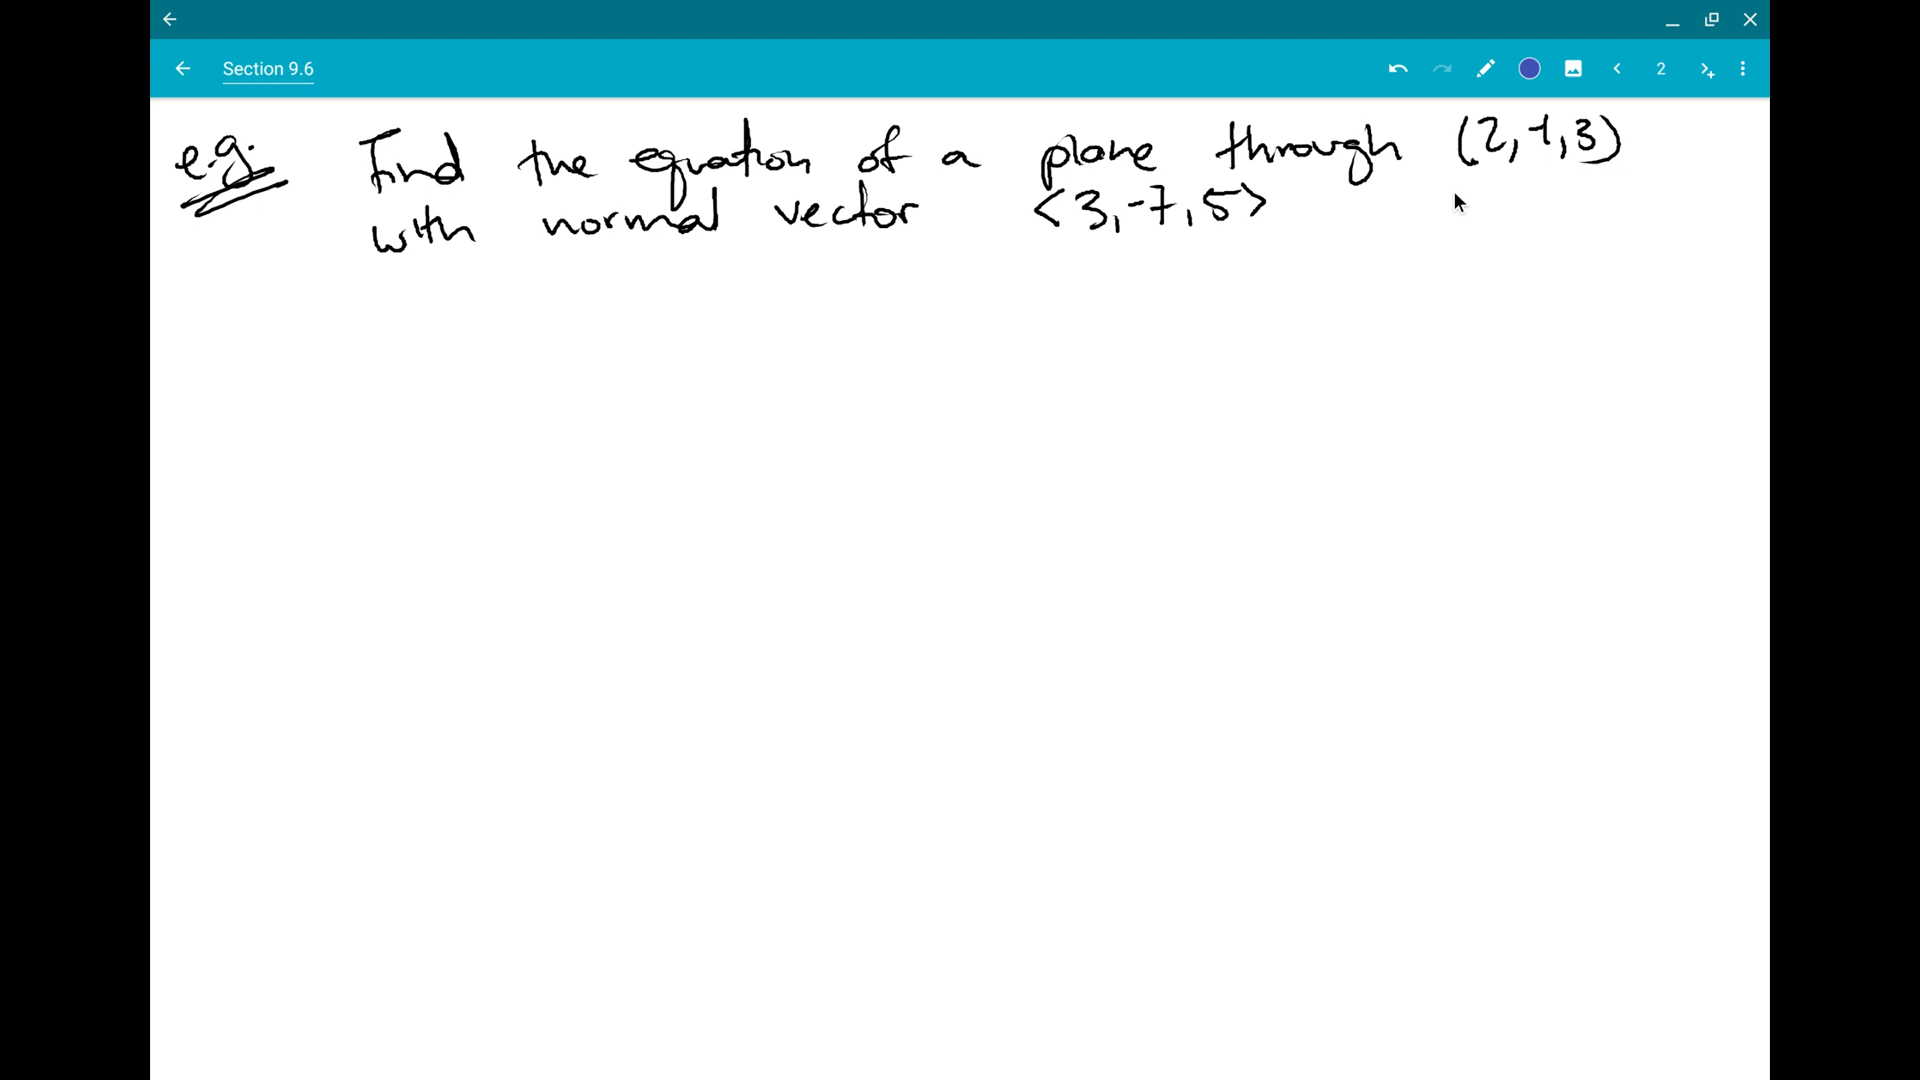 Section 9.6
2
e.g. Find the equation of a plane through (2,-1,3)
with normal vector <3,-7,5>